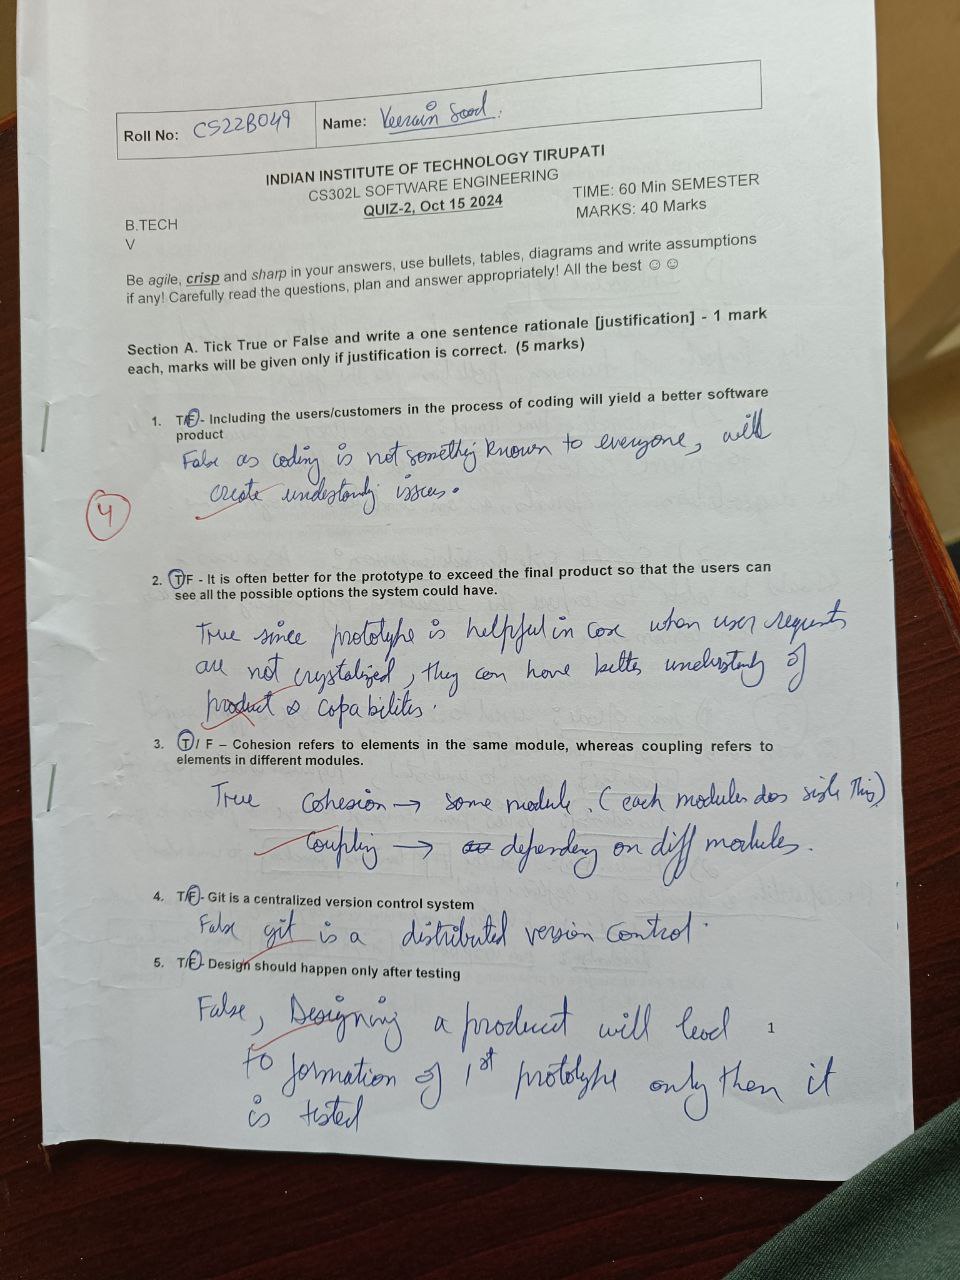 Roll No: CS22B049 Name: Veerain Sood.
INDIAN INSTITUTE OF TECHNOLOGY TIRUPATI
CS302L SOFTWARE ENGINEERING
QUIZ-2, Oct 15 2024
TIME: 60 Min SEMESTER
MARKS: 40 Marks
B.TECH
V
Be agile, crisp and sharp in your answers, use bullets, tables, diagrams and write assumptions
if any! Carefully read the questions, plan and answer appropriately! All the best ☺ ☺
Section A. Tick True or False and write a one sentence rationale [justification] - 1 mark
each, marks will be given only if justification is correct. (5 marks)
1. T/F - Including the users/customers in the process of coding will yield a better software
product
False as coding is not something known to everyone, will
create understandy issues.
4
2. T/F - It is often better for the prototype to exceed the final product so that the users can
see all the possible options the system could have.
True since prototype is helpful in case when user requests
are not crystalized, they can have better understandy of
product & capabilities.
3. T/ F – Cohesion refers to elements in the same module, whereas coupling refers to
elements in different modules.
True Cohesion → same module. (each modules does single thing)
Coupling → dependency on diff modules.
4. T/F- Git is a centralized version control system
False git is a distributed version control.
5. T/F- Design should happen only after testing
False, Designing a product will lead
1
to formation of 1st prototype only then it
is tested